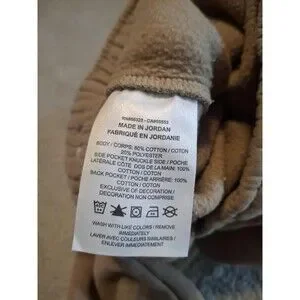 MADE IN JORDAN
FABRIQUÉ EN JORDANIE
BODY / CORPS: 80% COTTON / COTON
20% POLYESTER
SIDE POCKET KNUCKLE SIDE / POCHE
LATÉRALE CÔTÉ DOS DE LA MAIN: 100%
COTTON / COTON
BACK POCKET / POCHE ARRIÈRE: 100%
COTTON / COTON
EXCLUSIVE OF DECORATION /
DECORATION NON COMPRISE
WASH WITH LIKE COLORS / REMOVE
IMMEDIATELY
LAVER AVEC COULEURS SIMILAIRES /
ENLEVER IMMÉDIATEMENT